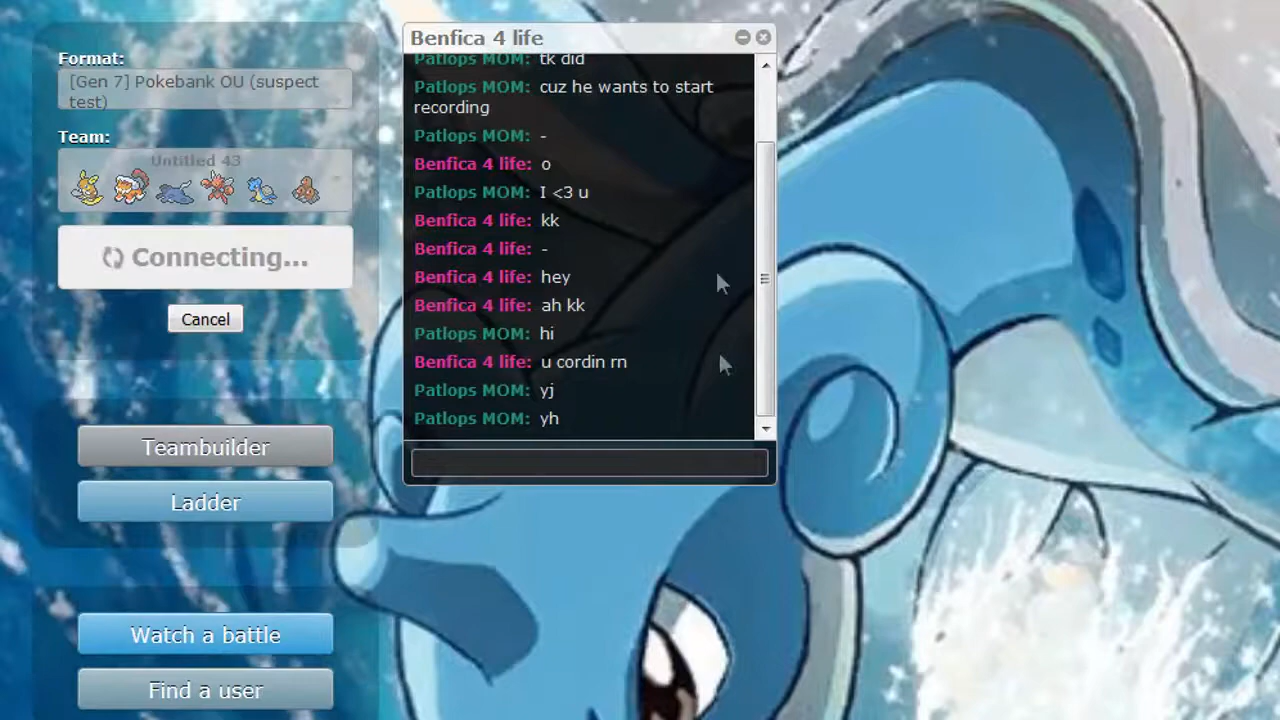 Format:
[Gen 7] Pokebank OU (suspect
test)
Team:
Untitled 43
Connecting...
Cancel
Teambuilder
Ladder
Watch a battle
Find a user
Benfica 4 life
Patlops MOM: tk did
Patlops MOM: cuz he wants to start
recording
Patlops MOM: -
Benfica 4 life: o
Patlops MOM: I <3 u
Benfica 4 life: kk
Benfica 4 life: -
Benfica 4 life: hey
Benfica 4 life: ah kk
Patlops MOM: hi
Benfica 4 life: u cordin rn
Patlops MOM: yj
Patlops MOM: yh